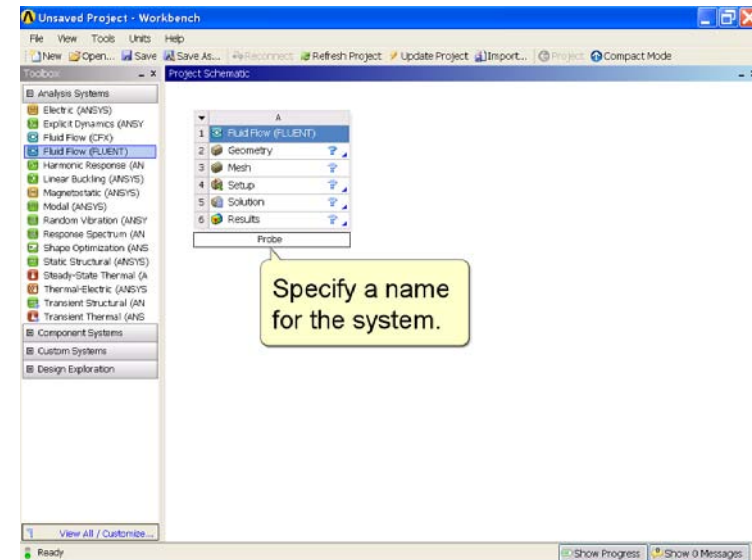 Unsaved Project - Workbench
File View Tools Units Help
New Open... Save Save As... Reconnect Refresh Project Update Project Import... Project Compact Mode
Toolbox
Project Schematic
Analysis Systems
Electric (ANSYS)
Explicit Dynamics (ANSY
Fluid Flow (CFX)
Fluid Flow (FLUENT)
Harmonic Response (AN
Linear Buckling (ANSYS)
Magnetostatic (ANSYS)
Modal (ANSYS)
Random Vibration (ANSY
Response Spectrum (AN
Shape Optimization (ANS
Static Structural (ANSYS)
Steady-State Thermal (A
Thermal-Electric (ANSYS
Transient Structural (AN
Transient Thermal (ANS
Component Systems
Custom Systems
Design Exploration
View All / Customize...
A
1 Fluid Flow (FLUENT)
2 Geometry ?
3 Mesh ?
4 Setup ?
5 Solution ?
6 Results ?
Probe
Specify a name
for the system.
Ready
Show Progress Show 0 Messages